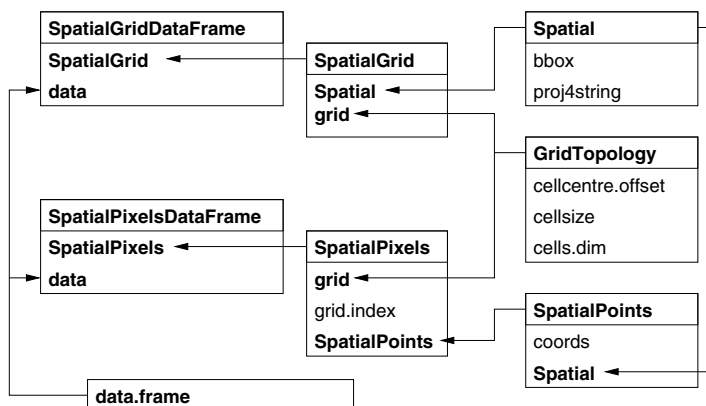 SpatialGridDataFrame
SpatialGrid
data
SpatialGrid
Spatial
grid
Spatial
bbox
proj4string
GridTopology
cellcentre.offset
cellsize
cells.dim
SpatialPixelsDataFrame
SpatialPixels
data
SpatialPixels
grid
grid.index
SpatialPoints
SpatialPoints
coords
Spatial
data.frame